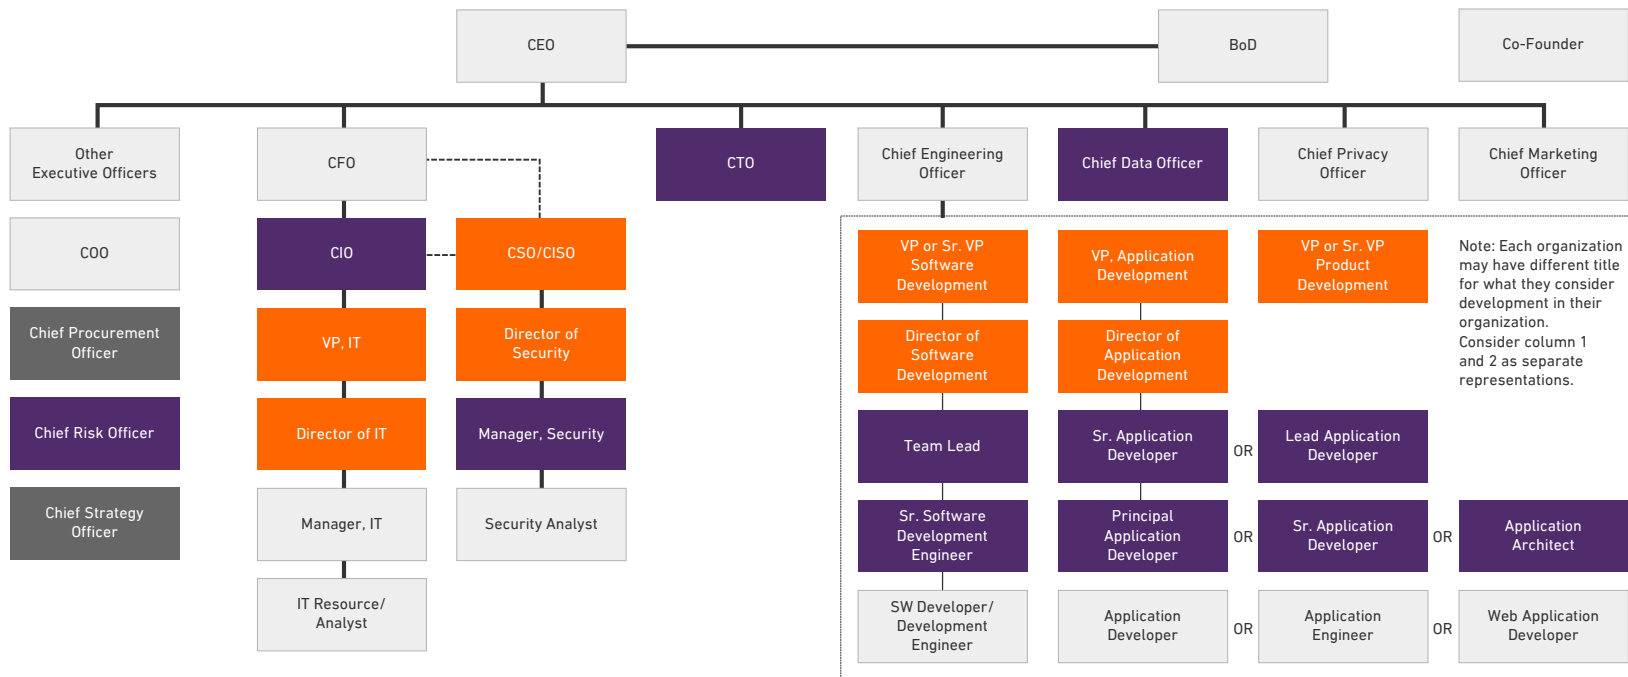 CEO
BoD
Co-Founder
Other
Executive Officers
CFO
CTO
Chief Engineering
Officer
Chief Data Officer
Chief Privacy
Officer
Chief Marketing
Officer
COO
CIO
CSO/CISO
VP or Sr. VP
Software
Development
VP, Application
Development
VP or Sr. VP
Product
Development
Note: Each organization
may have different title
for what they consider
development in their
organization.
Consider column 1
and 2 as separate
representations.
Chief Procurement
Officer
VP, IT
Director of
Security
Director of
Software
Development
Director of
Application
Development
Chief Risk Officer
Director of IT
Manager, Security
Team Lead
Sr. Application
Developer
OR
Lead Application
Developer
Chief Strategy
Officer
Manager, IT
Security Analyst
Sr. Software
Development
Engineer
Principal
Application
Developer
OR
Sr. Application
Developer
OR
Application
Architect
IT Resource/
Analyst
SW Developer/
Development
Engineer
Application
Developer
OR
Application
Engineer
OR
Web Application
Developer